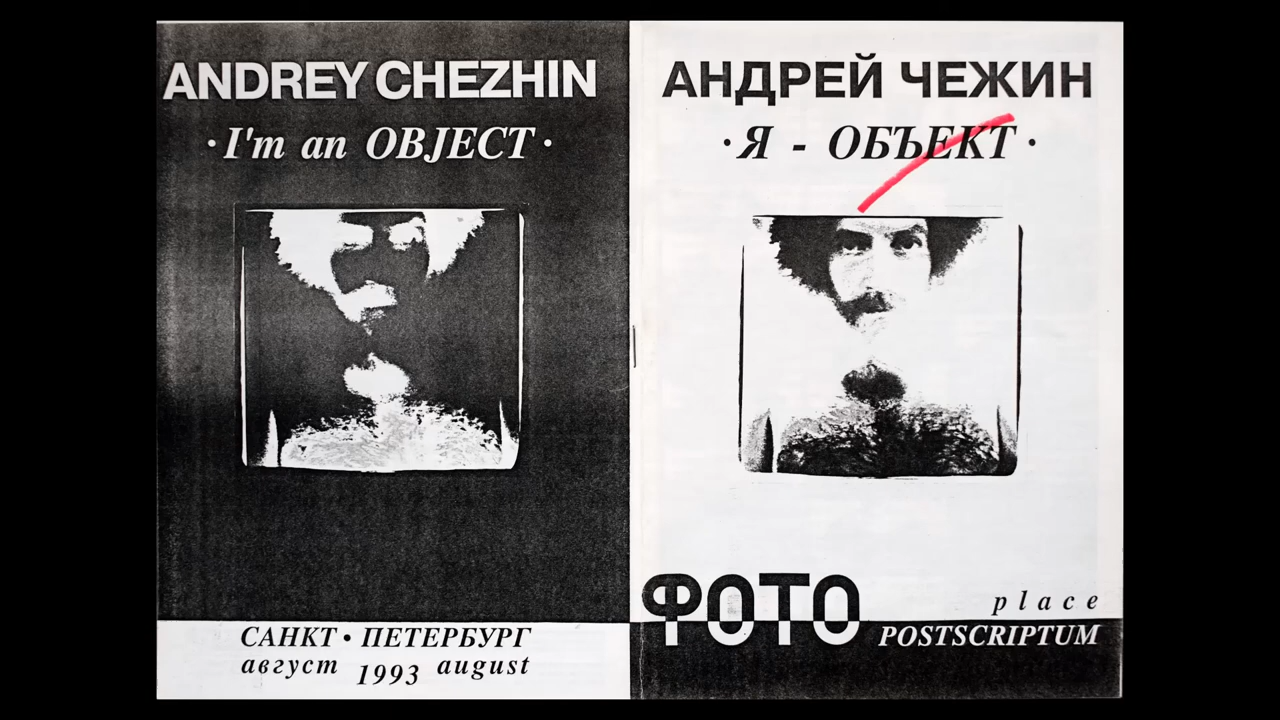 ANDREY CHEZHIN
·I'm an OBJECT·
САНКТ • ПЕТЕРБУРГ
август 1993 august
АНДРЕЙ ЧЕЖИН
·Я - ОБЪЕКТ·
ФОТО
place
POSTSCRIPTUM